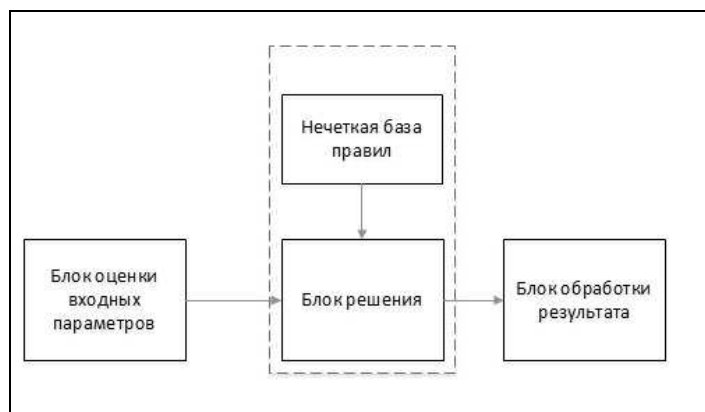 Нечеткая база
правил
Блок оценки
входных
параметров
Блок решения
Блок обработки
результата